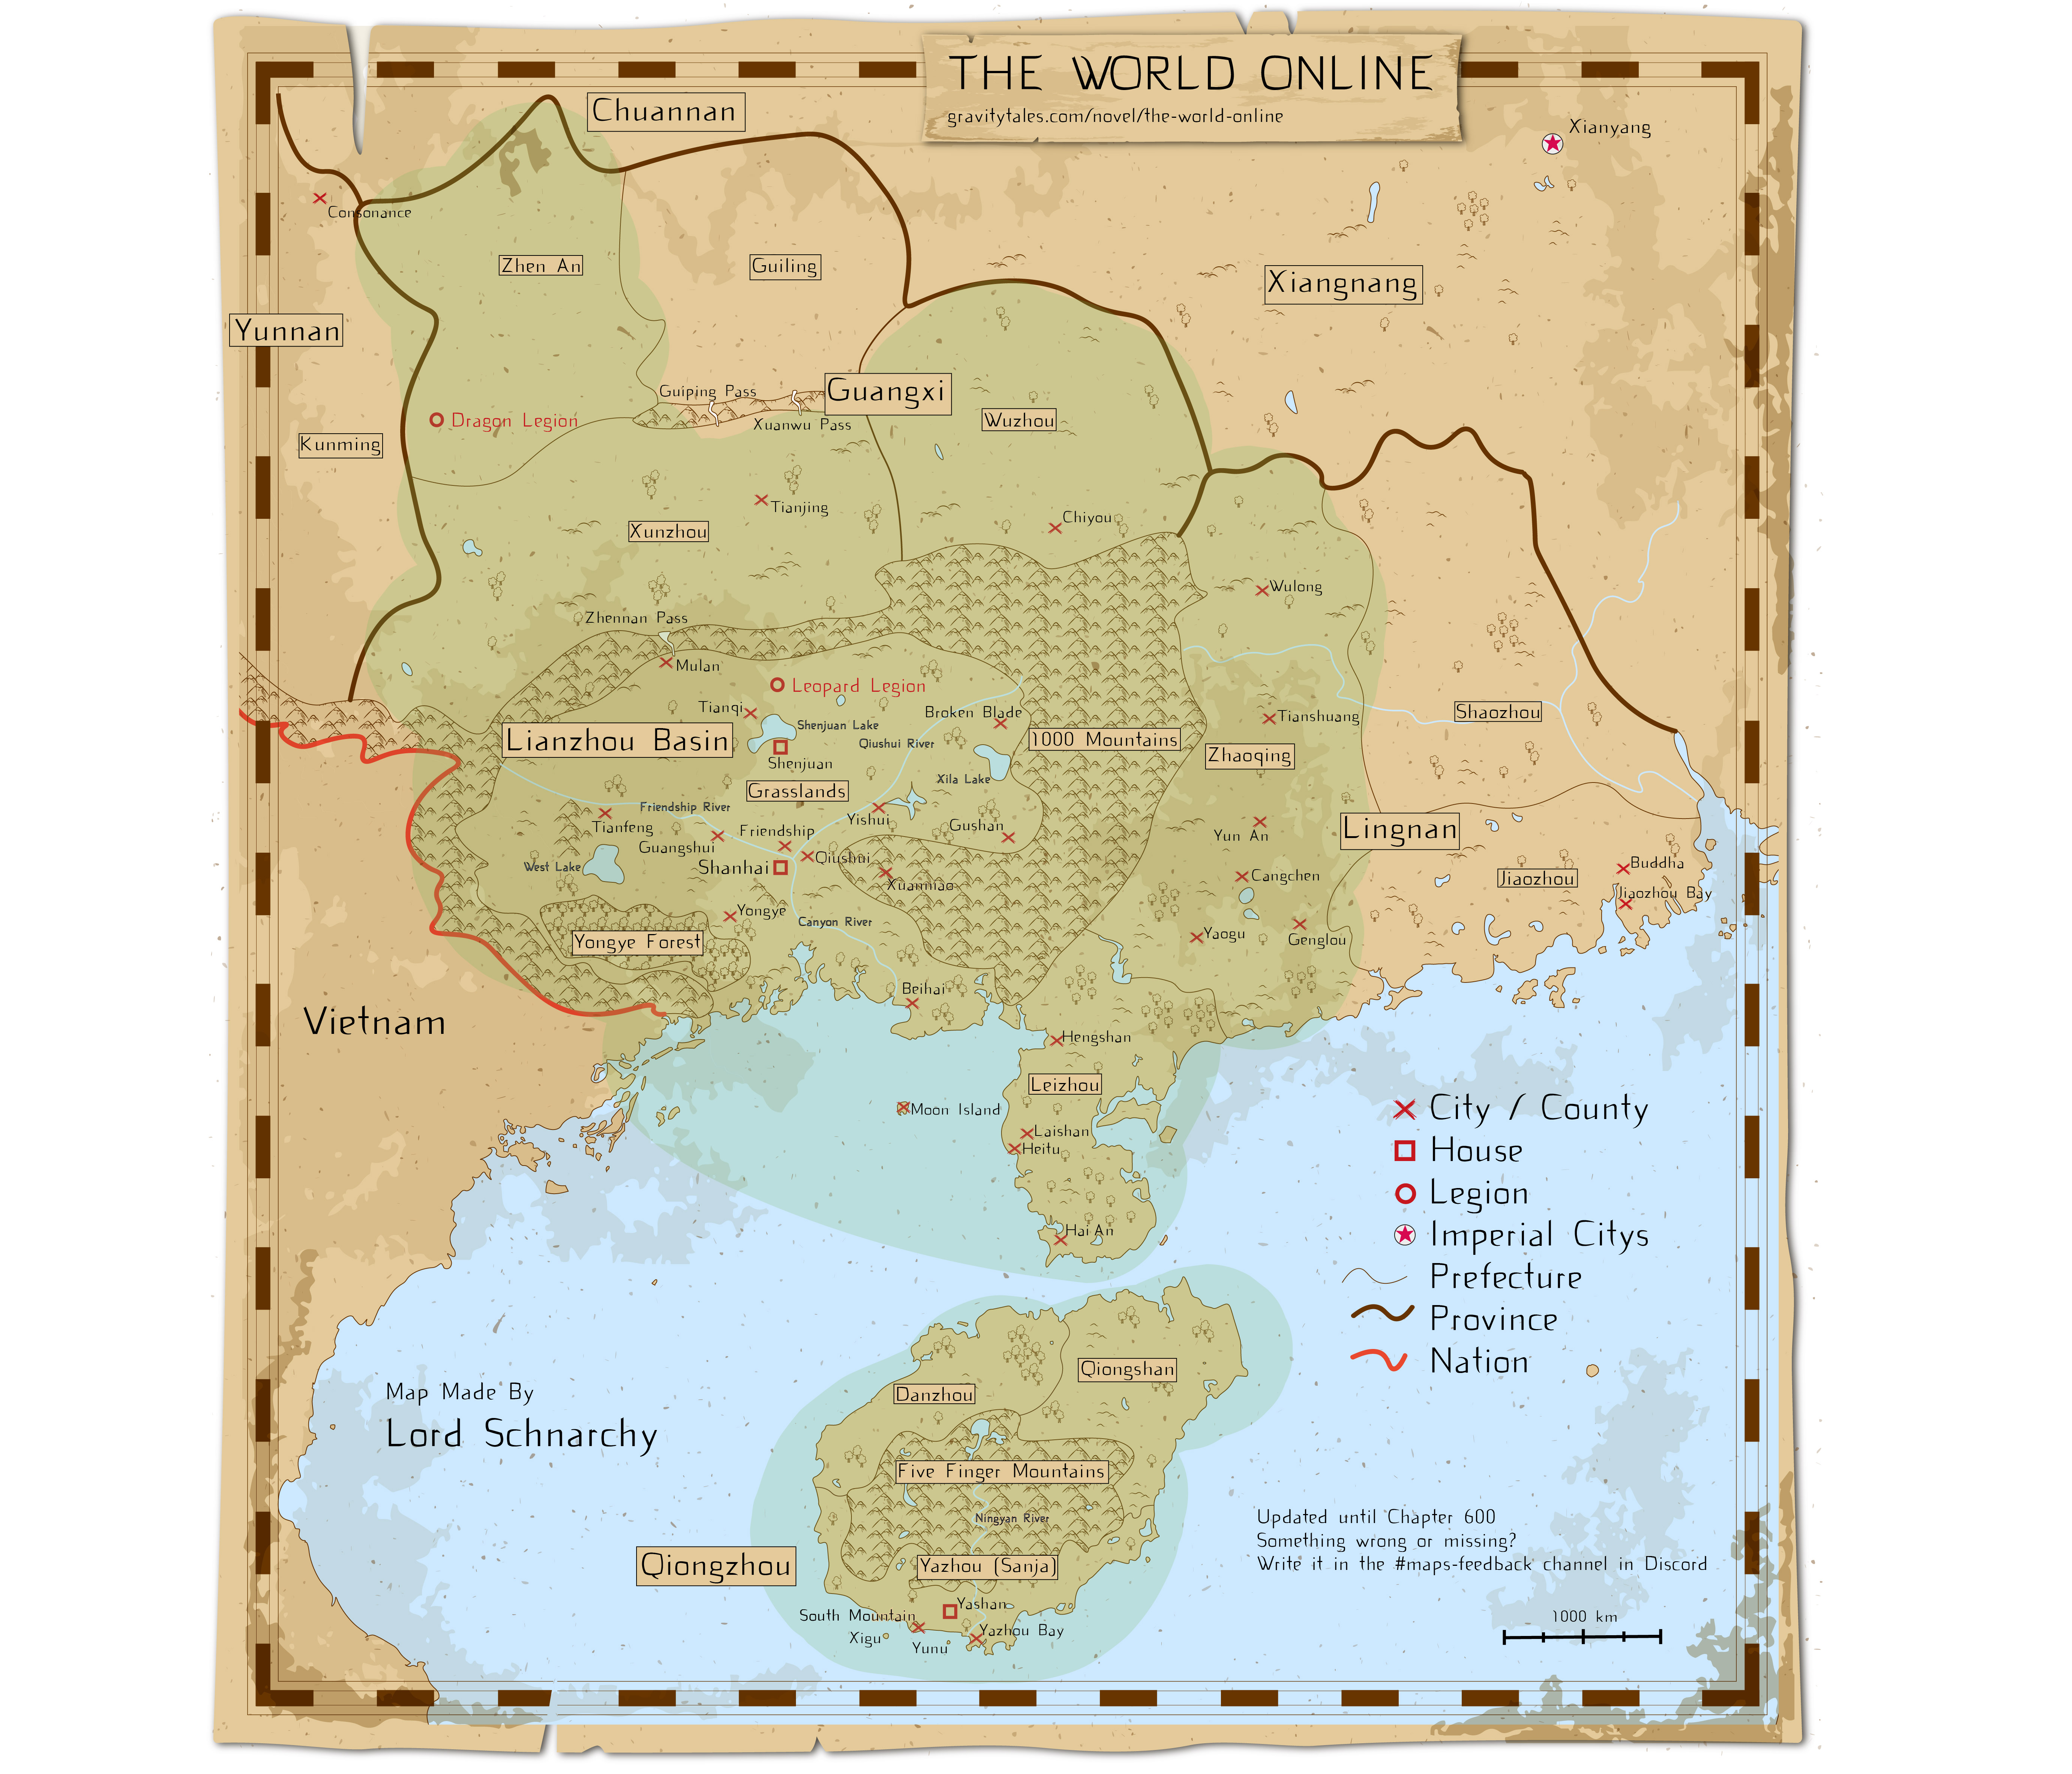 THE WORLD ONLINE
gravitytales.com/novel/the-world-online
Chuannan
Xianyang
Consonance
Zhen An
Guiling
Xiangnang
Yunnan
Guiping Pass
Guangxi
Dragon Legion
Xuanwu Pass
Wuzhou
Kunming
Tianjing
Chiyou
Xunzhou
Wulong
Zhennan Pass
Mulan
Leopard Legion
Tianqi
Shenjuan Lake
Broken Blade
Tianshuang
Shaozhou
Lianzhou Basin
Qiushui River
1000 Mountains
Shenjuan
Zhaoqing
Xila Lake
Grasslands
Friendship River
Tianfeng
Friendship
Yishui
Gushan
Lingnan
Guangshui
Yun An
Qiushui
Shanhai
West Lake
Xuanniao
Cangchen
Buddha
Jiaozhou
Jiaozhou Bay
Yongye
Canyon River
Yaogu
Genglou
Yongye Forest
Beihai
Vietnam
Hengshan
Leizhou
Moon Island
Laishan
Heitu
Hai An
City / County
House
Legion
Imperial Citys
Prefecture
Province
Nation
Map Made By
Lord Schnarchy
Qiongshan
Danzhou
Five Finger Mountains
Ningyan River
Qiongzhou
Yazhou (Sanja)
Yashan
South Mountain
Xigu
Yunu
Yazhou Bay
Updated until Chapter 600
Something wrong or missing?
Write it in the #maps-feedback channel in Discord
1000 km